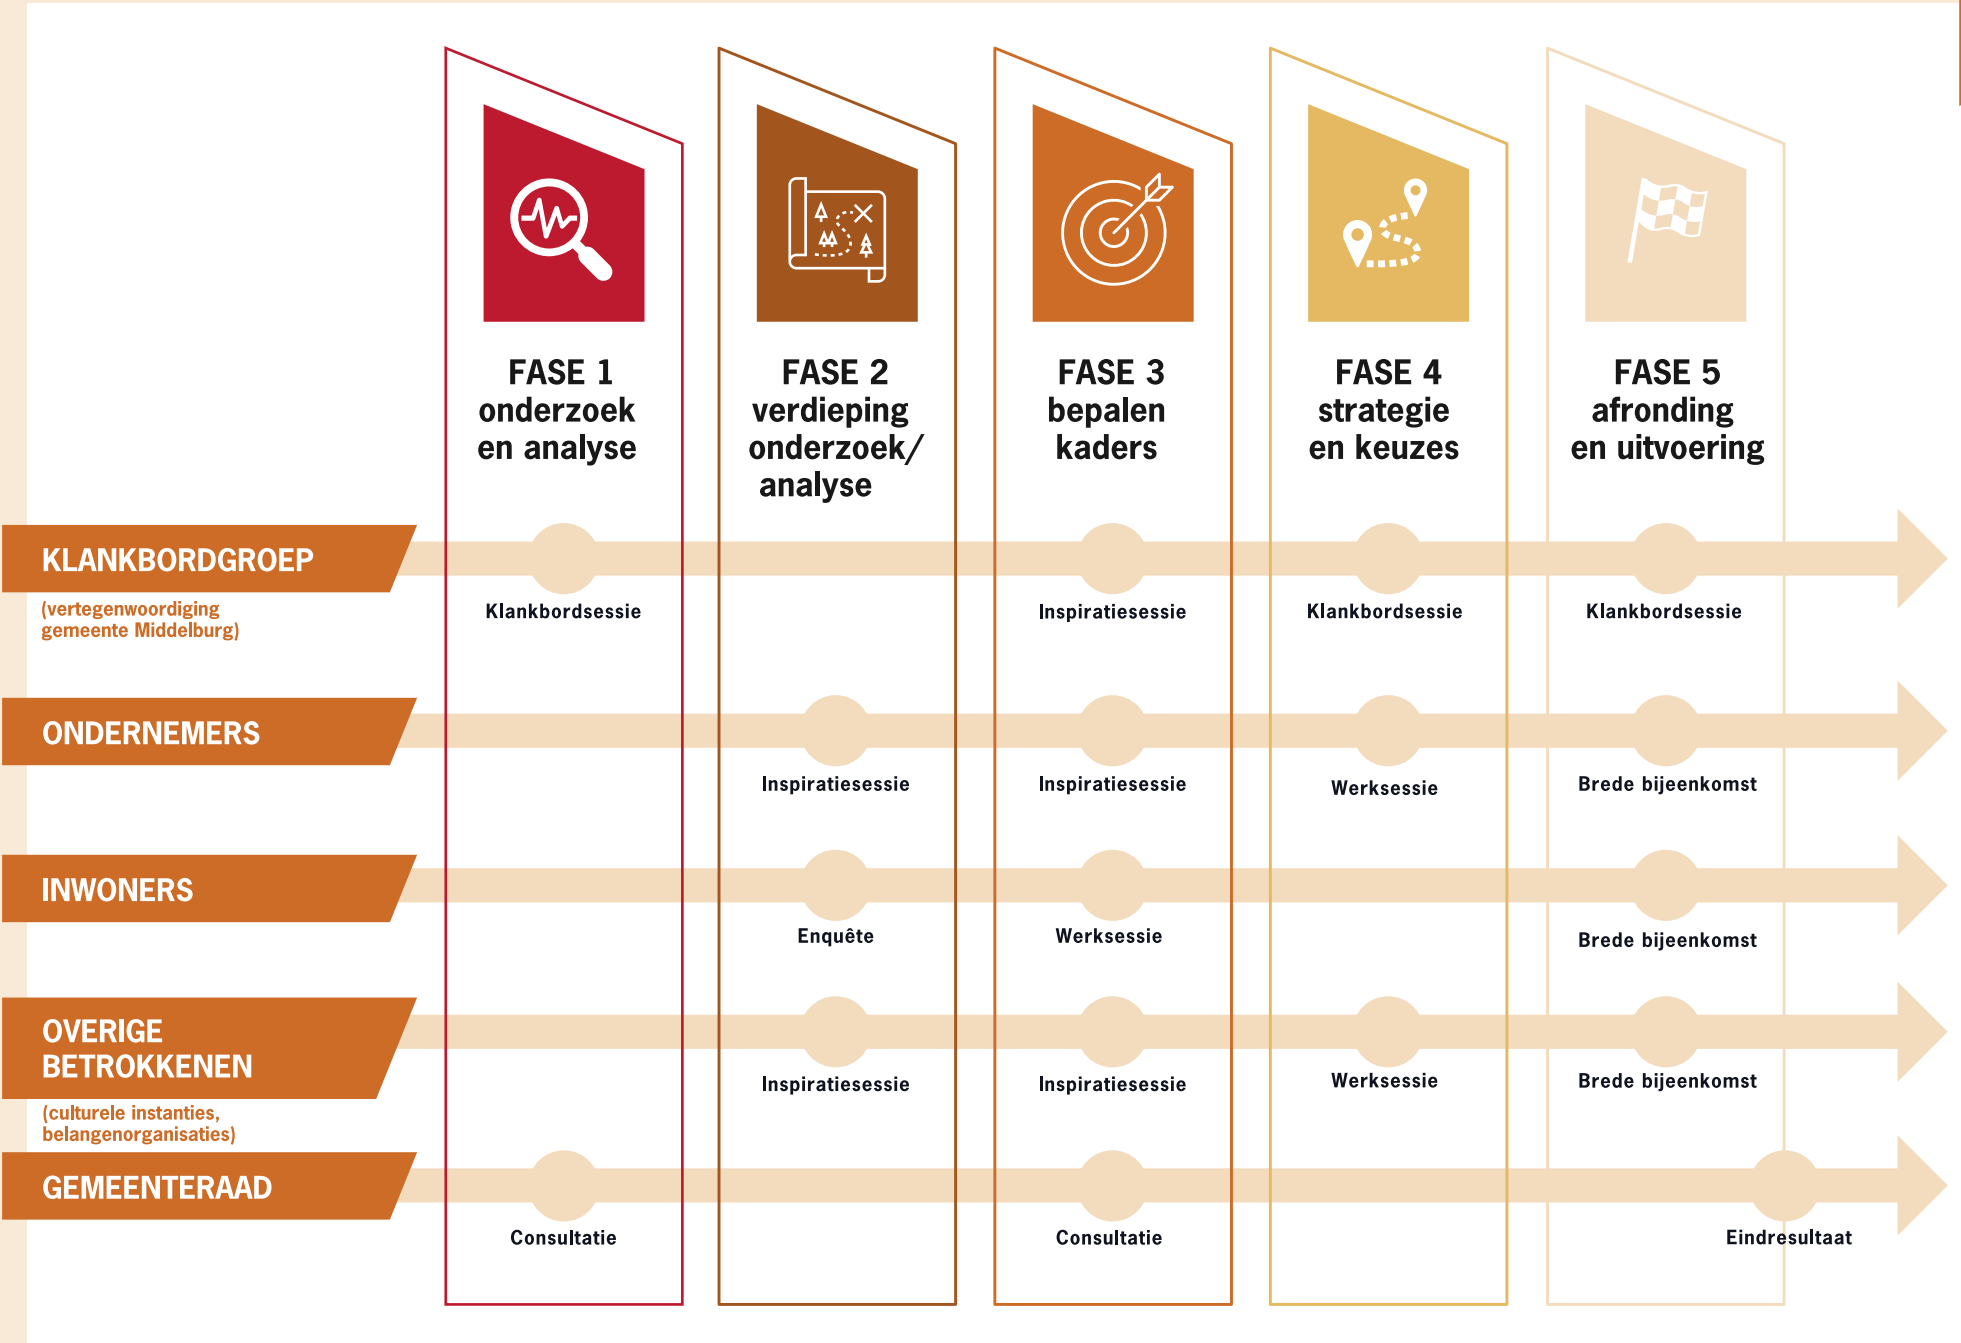 FASE 1
onderzoek
en analyse
FASE 2
verdieping
onderzoek/
analyse
FASE 3
bepalen
kaders
FASE 4
strategie
en keuzes
FASE 5
afronding
en uitvoering
KLANKBORDGROEP
(vertegenwoordiging
gemeente Middelburg)
Klankbordsessie
Inspiratiesessie
Klankbordsessie
Klankbordsessie
ONDERNEMERS
Inspiratiesessie
Inspiratiesessie
Werksessie
Brede bijeenkomst
INWONERS
Enquête
Werksessie
Brede bijeenkomst
OVERIGE
BETROKKENEN
(culturele instanties,
belangenorganisaties)
Inspiratiesessie
Inspiratiesessie
Werksessie
Brede bijeenkomst
GEMEENTERAAD
Consultatie
Consultatie
Eindresultaat